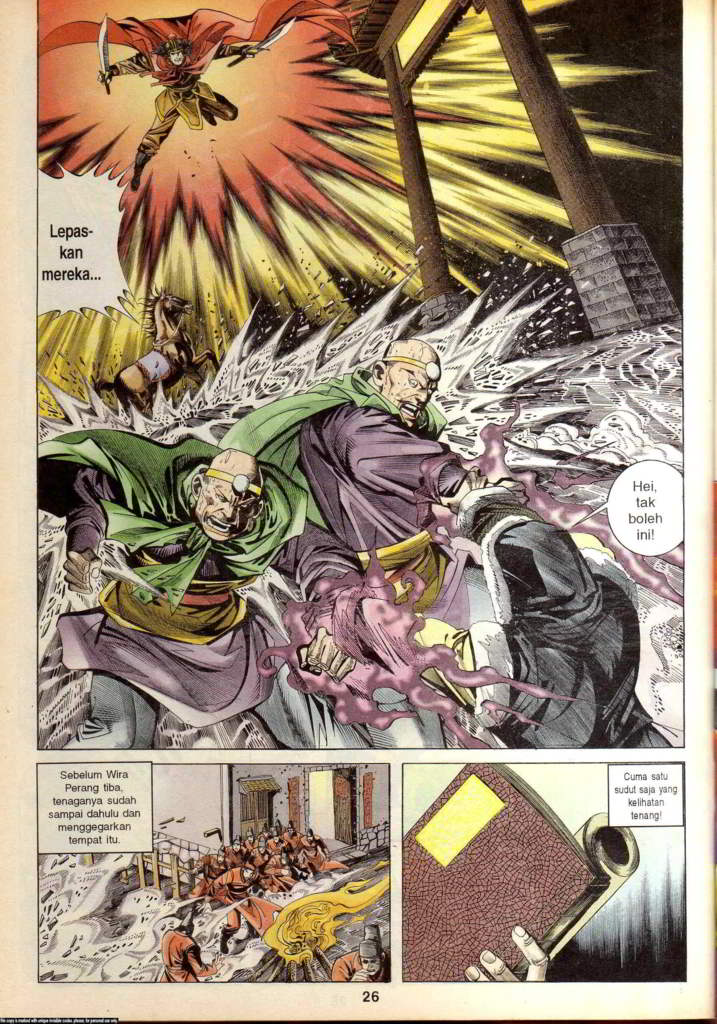 Lepas-
kan
mereka...
Hei,
tak
boleh
ini!
Sebelum Wira
Perang tiba,
tenaganya sudah
sampai dahulu dan
menggegarkan
tempat itu.
Cuma satu
sudut saja yang
kelihatan
tenang!
26